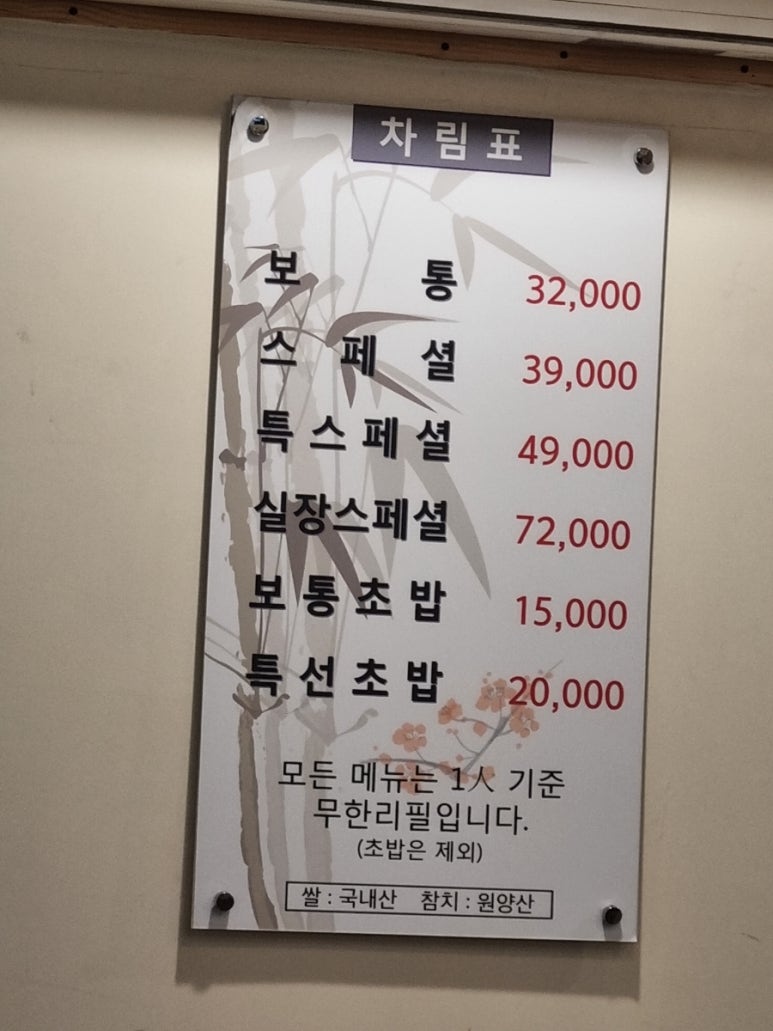 차림표
보통 32,000
스페셜 39,000
특스페셜 49,000
실장스페셜 72,000
보통초밥 15,000
특선초밥 20,000
모든 메뉴는 1人 기준
무한리필입니다.
(초밥은 제외)
쌀 : 국내산 참치 : 원양산